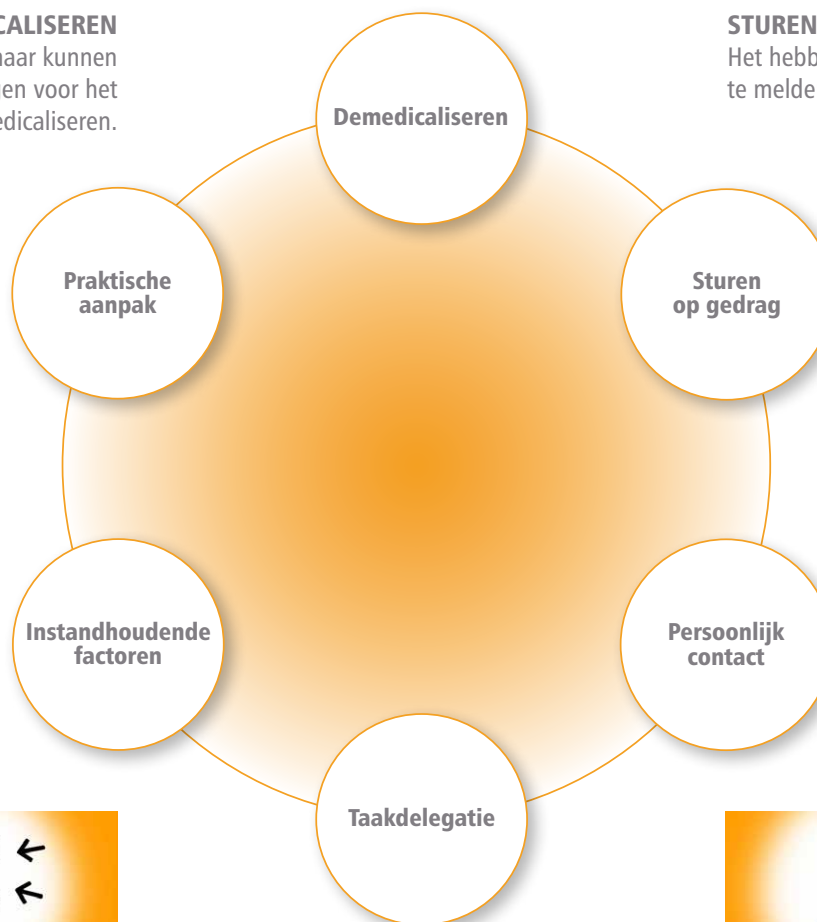 CALISEREN
naar kunnen
gen voor het
edicaliseren.
STUREN
Het hebb
te melde
Demedicaliseren
Praktische
aanpak
Sturen
op gedrag
Instandhoudende
factoren
Persoonlijk
contact
Taakdelegatie